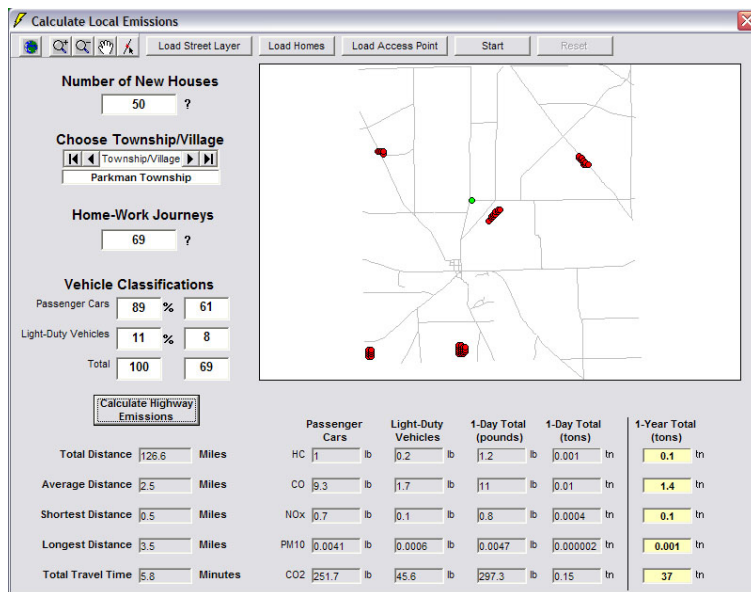 Calculate Local Emissions
Load Street Layer Load Homes Load Access Point Start Reset
Number of New Houses
50 ?
Choose Township/Village
Township/Village
Parkman Township
Home-Work Journeys
69 ?
Vehicle Classifications
Passenger Cars 89 % 61
Light-Duty Vehicles 11 % 8
Total 100 69
Calculate Highway
Emissions
Total Distance 126.6 Miles
Average Distance 2.5 Miles
Shortest Distance 0.5 Miles
Longest Distance 3.5 Miles
Total Travel Time 5.8 Minutes
Passenger Light-Duty 1-Day Total 1-Day Total 1-Year Total
Cars Vehicles (pounds) (tons) (tons)
HC 1 lb 0.2 lb 1.2 lb 0.001 tn 0.1 tn
CO 9.3 lb 1.7 lb 11 lb 0.01 tn 1.4 tn
NOx 0.7 lb 0.1 lb 0.8 lb 0.0004 tn 0.1 tn
PM10 0.0041 lb 0.0006 lb 0.0047 lb 0.000002 tn 0.001 tn
CO2 251.7 lb 45.6 lb 297.3 lb 0.15 tn 37 tn